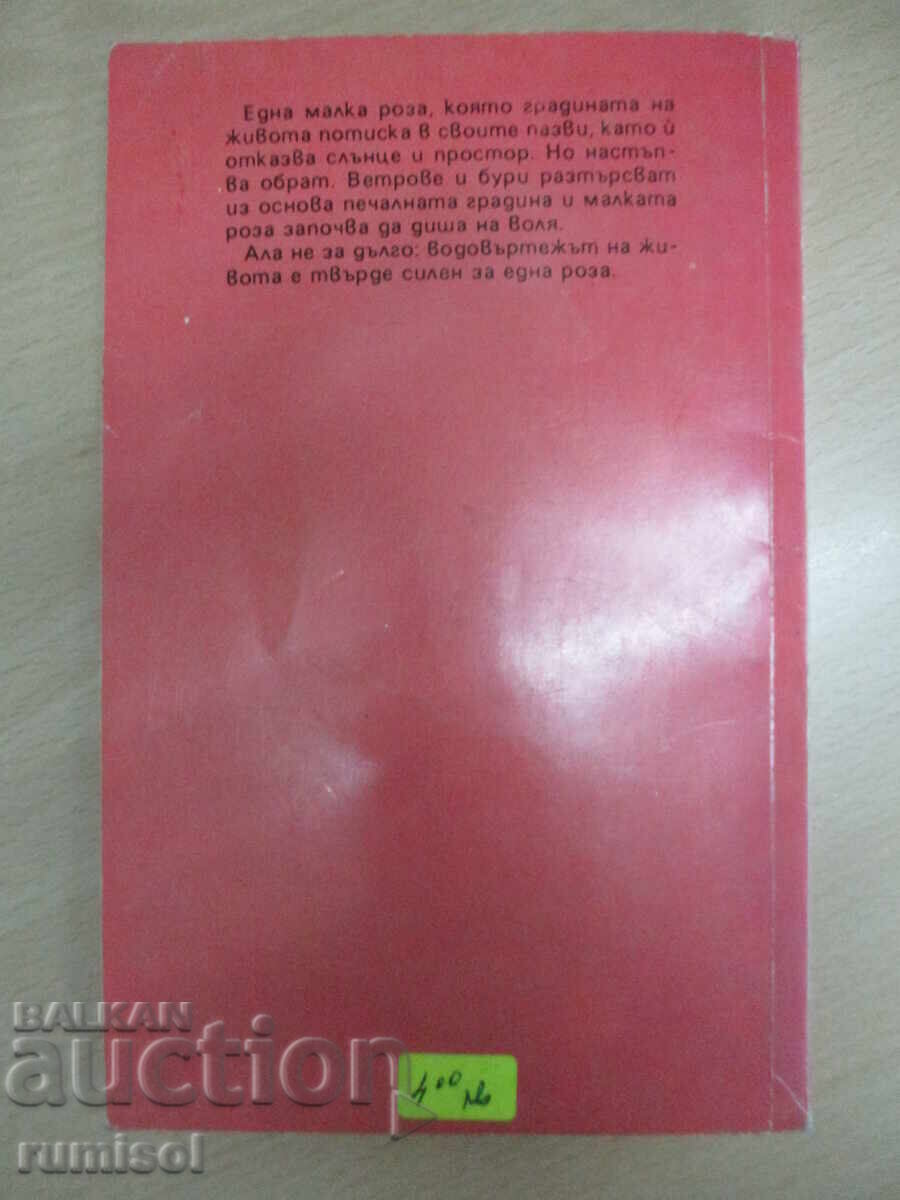 Една малка роза, която градината на
живота потиска в своите пазви, като ѝ
отказва слънце и простор. Но настъп-
ва обрат. Ветрове и бури разтърсват
из основа печалната градина и малката
роза започва да диша на воля.
Ала не за дълго: водовъртежът на жи-
вота е твърде силен за една роза.
BALKAN
auction
4⁰⁰ лв
rumisol